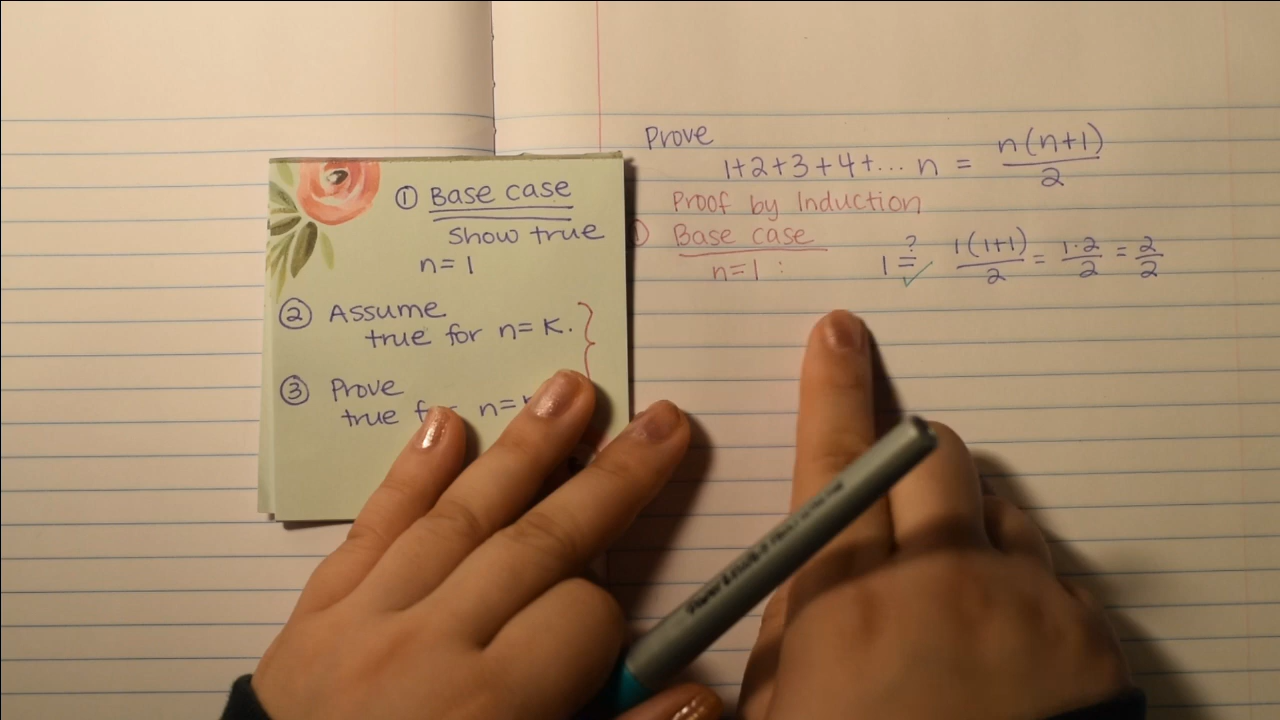 ① Base case
Show true
n=1
② Assume
true for n=K.
③ Prove
true for n=
Prove
1+2+3+4+... n = n(n+1)/2
Proof by Induction
Base case
n=1 :
1 ?= ✓ 1(1+1)/2 = 1·2/2 = 2/2